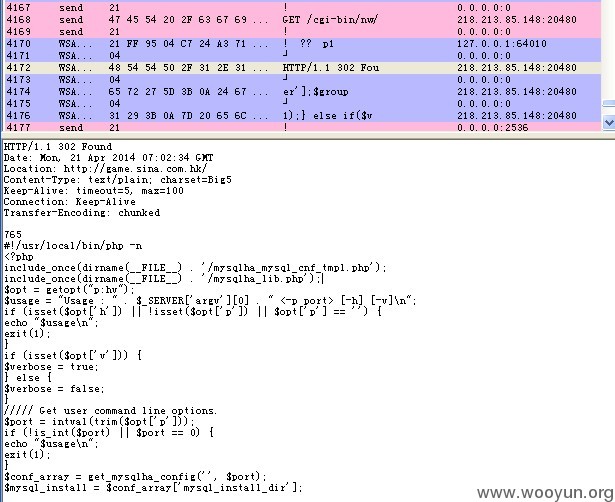 4167 send 21 ! 0.0.0.0:0
4168 send 47 45 54 20 2F 63 67 69 ... GET /cgi-bin/nw/ 218.213.85.148:20480
4169 send 21 ! 0.0.0.0:0
4170 WSA... 21 FF 95 04 C7 24 A3 71 ... ! ?? p1 127.0.0.1:64010
4171 WSA... 04 ┘ 0.0.0.0:0
4172 WSA... 48 54 54 50 2F 31 2E 31 ... HTTP/1.1 302 Fou 218.213.85.148:20480
4173 WSA... 04 ┘ 0.0.0.0:0
4174 WSA... 65 72 27 5D 3B 0A 24 67 ... er'];$group 218.213.85.148:20480
4175 WSA... 04 ┘ 0.0.0.0:0
4176 WSA... 31 29 3B 0A 7D 20 65 6C ... 1);} else if($v 218.213.85.148:20480
4177 send 21 ! 0.0.0.0:2536
HTTP/1.1 302 Found
Date: Mon, 21 Apr 2014 07:02:34 GMT
Location: http://game.sina.com.hk/
Content-Type: text/plain; charset=Big5
Keep-Alive: timeout=5, max=100
Connection: Keep-Alive
Transfer-Encoding: chunked
765
#!/usr/local/bin/php -n
<?php
include_once(dirname(__FILE__) . '/mysqlha_mysql_cnf_tmpl.php');
include_once(dirname(__FILE__) . '/mysqlha_lib.php');
$opt = getopt("p:hv");
$usage = "Usage : " . $_SERVER['argv'][0] . " <-p port> [-h] [-v]\n";
if (isset($opt['h']) || !isset($opt['p']) || $opt['p'] == '') {
echo "$usage\n";
exit(1);
}
if (isset($opt['v'])) {
$verbose = true;
} else {
$verbose = false;
}
///// Get user command line options.
$port = intval(trim($opt['p']));
if (!is_int($port) || $port == 0) {
echo "$usage\n";
exit(1);
}
$conf_array = get_mysqlha_config('', $port);
$mysql_install = $conf_array['mysql_install_dir'];
www.wooyun.org